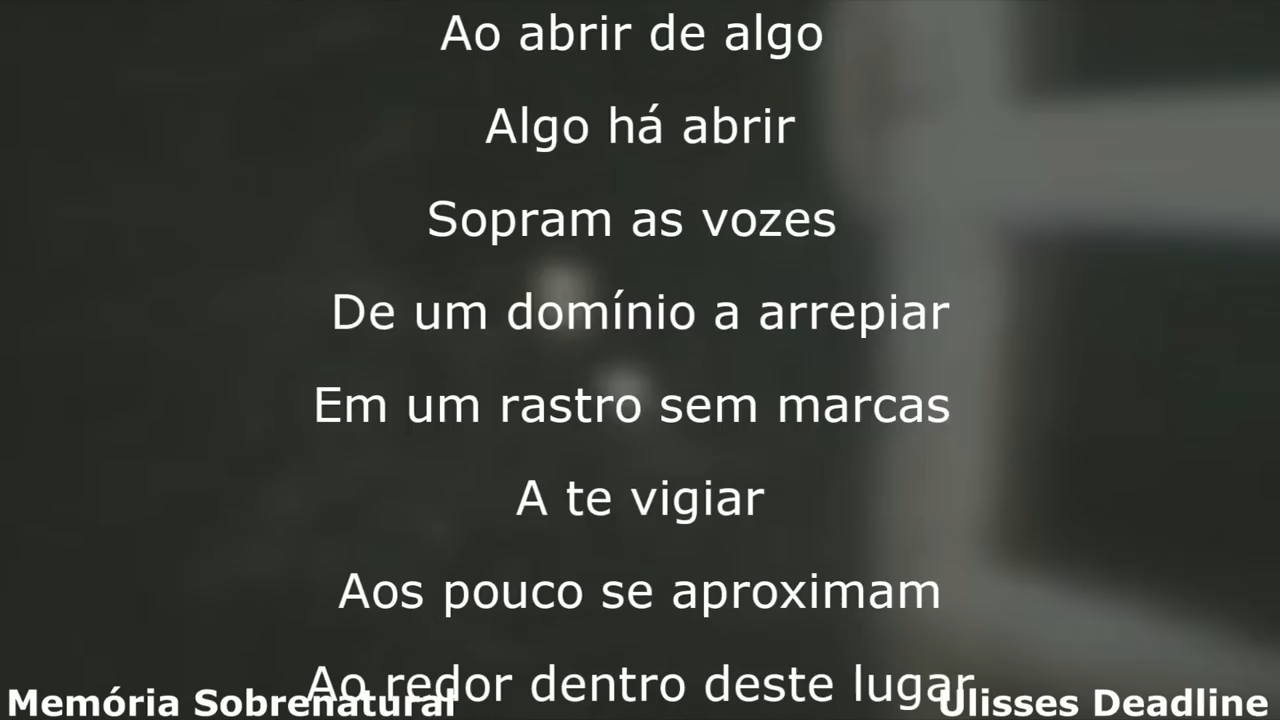 Ao abrir de algo
Algo há abrir
Sopram as vozes
De um domínio a arrepiar
Em um rastro sem marcas
A te vigiar
Aos pouco se aproximam
Ao redor dentro deste lugar
Memória Sobrenatural
Ulisses Deadline